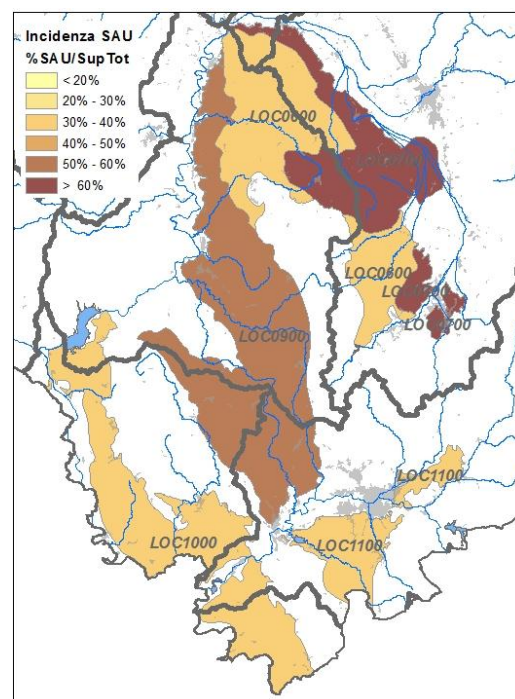 Incidenza SAU
%SAU/SupTot
< 20%
20% - 30%
30% - 40%
40% - 50%
50% - 60%
> 60%
LOC0600
LOC0600
LOC0700
LOC0900
LOC1100
LOC1000
LOC1100